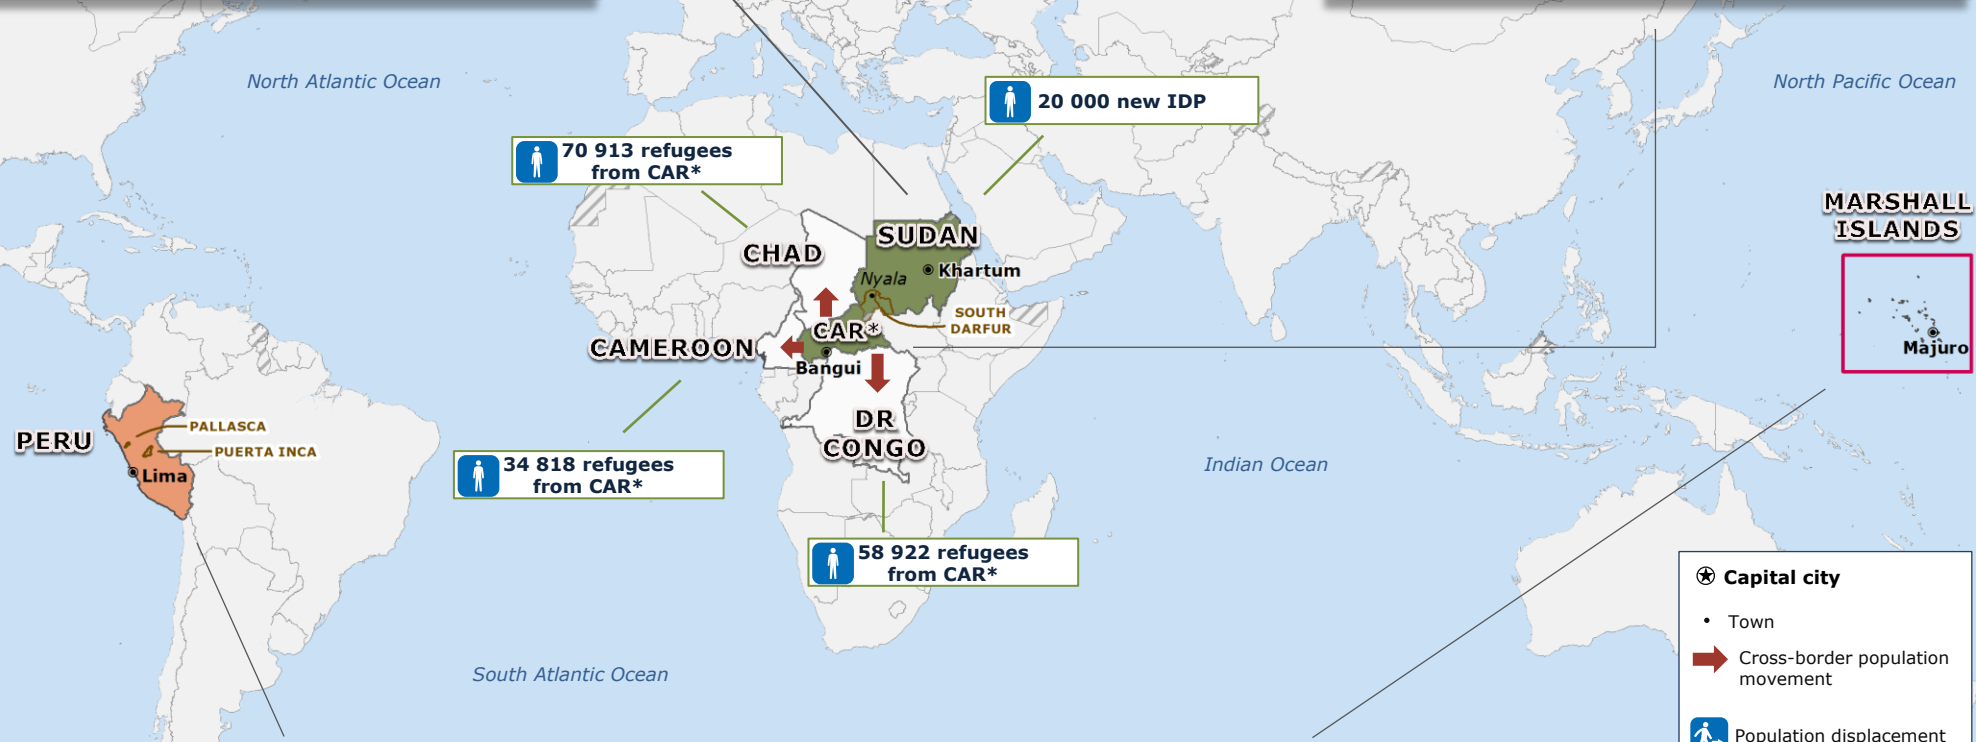 North Atlantic Ocean
North Pacific Ocean
20 000 new IDP
70 913 refugees
from CAR*
MARSHALL
ISLANDS
SUDAN
CHAD
Khartum
Nyala
SOUTH
DARFUR
CAR*
CAMEROON
Bangui
Majuro
DR
CONGO
PERU
PALLASCA
PUERTA INCA
Lima
34 818 refugees
from CAR*
Indian Ocean
58 922 refugees
from CAR*
South Atlantic Ocean
Capital city
Town
Cross-border population
movement
Population displacement